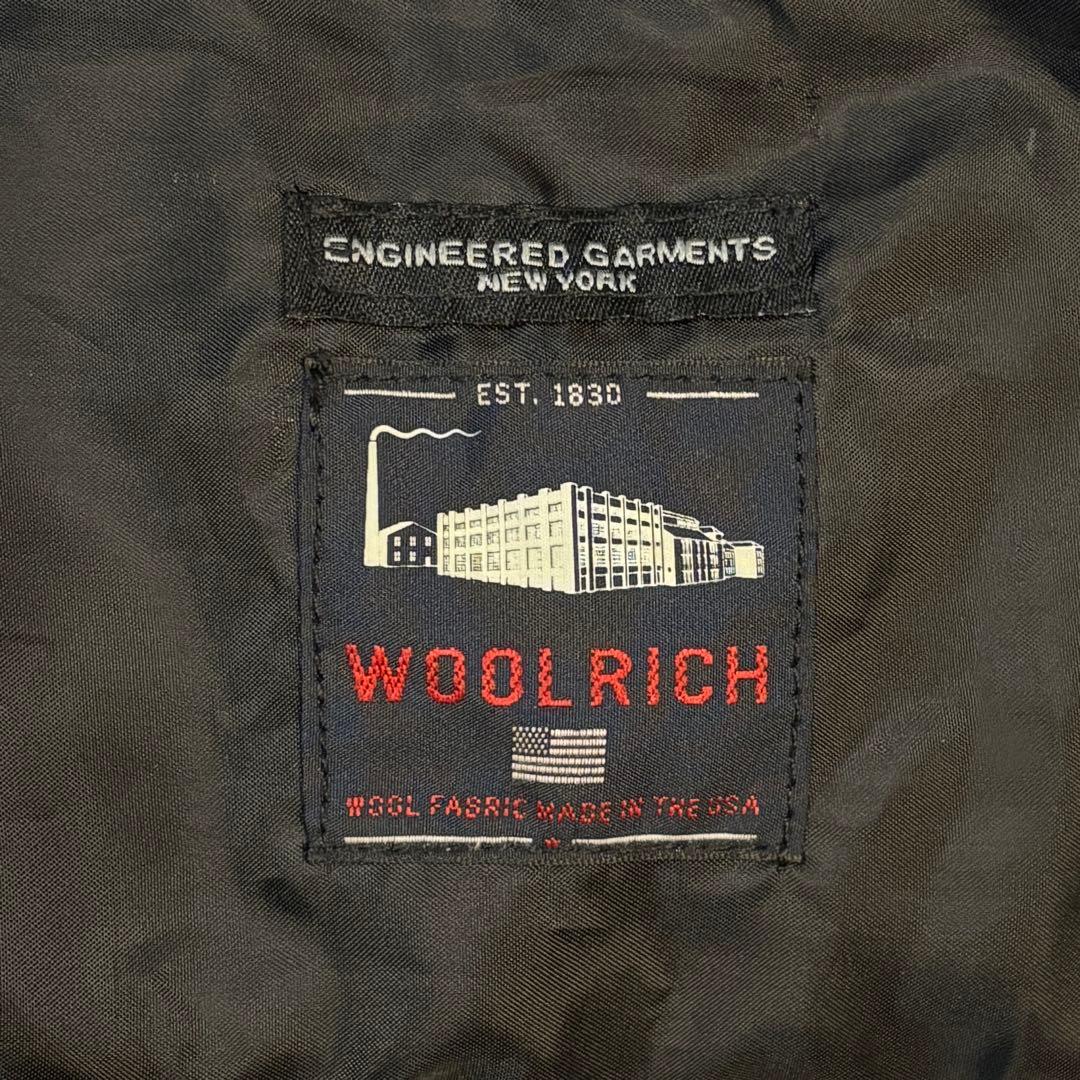 ENGINEERED GARMENTS
NEW YORK
EST. 1830
WOOLRICH
WOOL FABRIC MADE IN THE USA
W